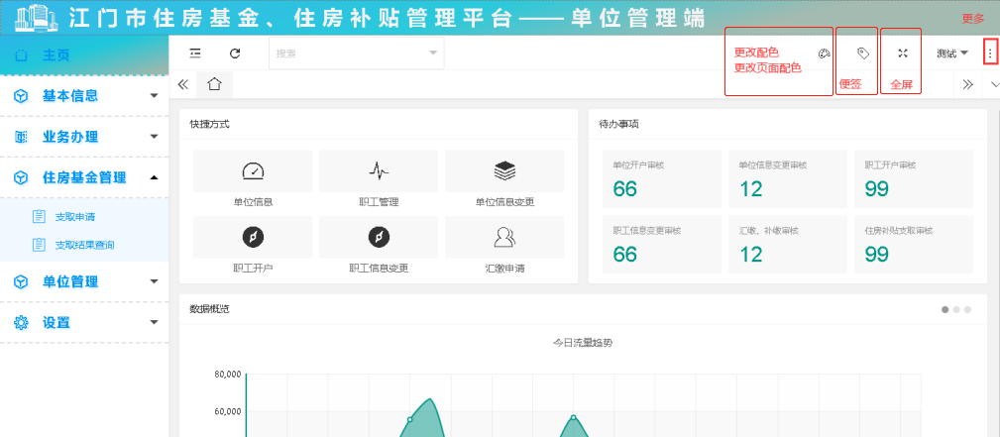 江门市住房基金、住房补贴管理平台——单位管理端
更多
主页
搜索
更改配色
更改页面配色
便签
全屏
测试
基本信息
业务办理
住房基金管理
支取申请
支取结果查询
单位管理
设置
快捷方式
单位信息
职工管理
单位信息变更
职工开户
职工信息变更
汇缴申请
待办事项
单位开户审核
66
单位信息变更审核
12
职工开户审核
99
职工信息变更审核
66
汇缴、补缴审核
12
住房补贴支取审核
99
数据概览
今日流量趋势
80,000
60,000